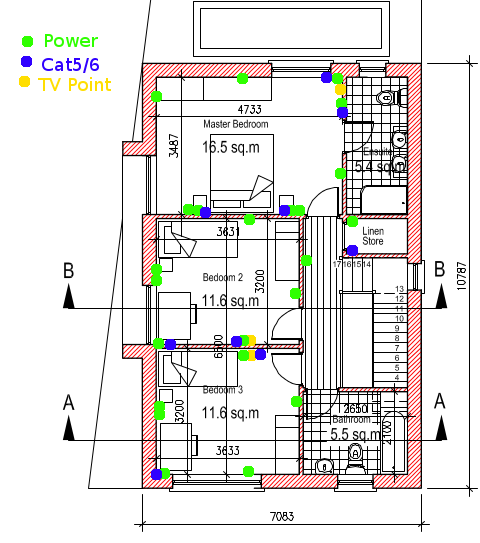 Power
Cat5/6
TV Point
4733
Master Bedroom
16.5 sq.m
3487
Ensuite
5.4 sq.m
3631
Linen
Store
17 16 15 14
B
B
Bedoom 2
11.6 sq.m
3200
13
12
11
10
9
8
7
6
5
4
10787
6500
A
A
Bedoom 3
11.6 sq.m
3200
2650
Bathroom
5.5 sq.m
2100
3633
7083